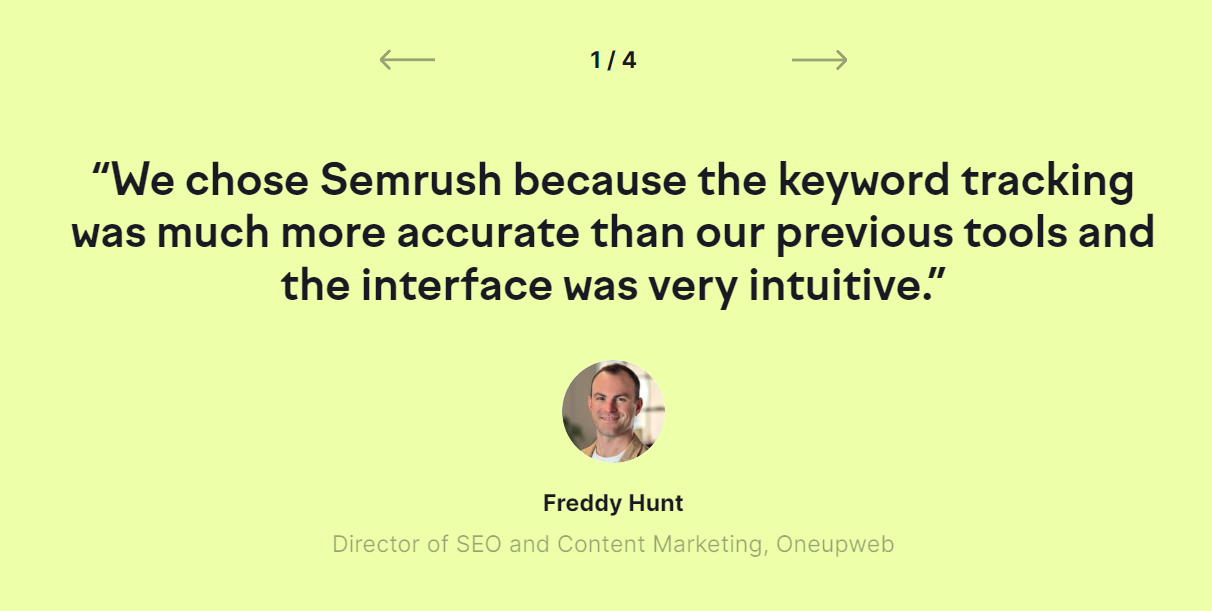 1 / 4
“We chose Semrush because the keyword tracking
was much more accurate than our previous tools and
the interface was very intuitive.”
Freddy Hunt
Director of SEO and Content Marketing, Oneupweb